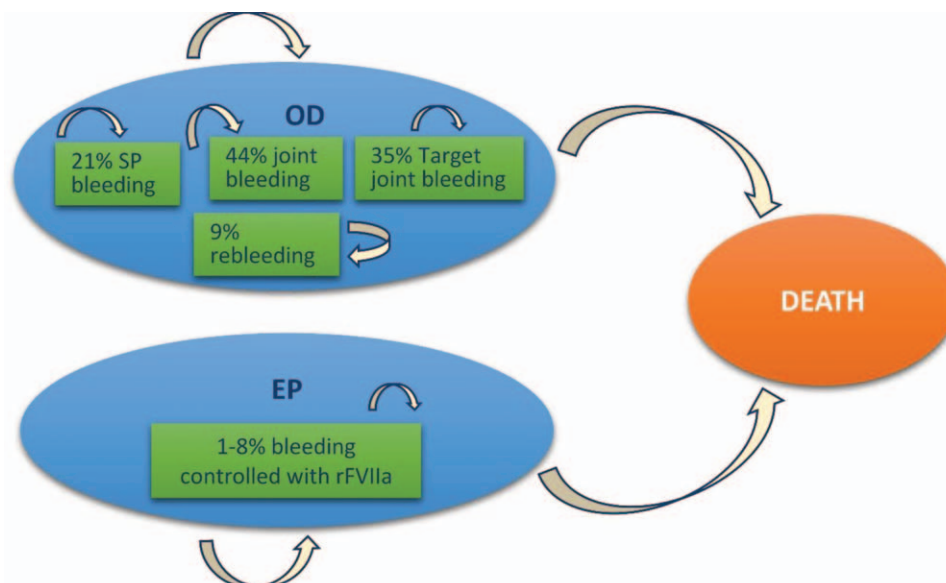 OD
21% SP
bleeding
44% joint
bleeding
35% Target
joint bleeding
9%
rebleeding
DEATH
EP
1-8% bleeding
controlled with rFVIIa